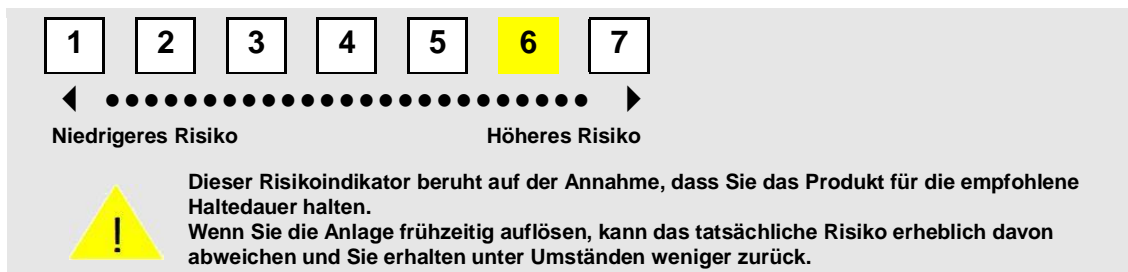 1 2 3 4 5 6 7
Niedrigeres Risiko Höheres Risiko
Dieser Risikoindikator beruht auf der Annahme, dass Sie das Produkt für die empfohlene
Haltedauer halten.
! Wenn Sie die Anlage frühzeitig auflösen, kann das tatsächliche Risiko erheblich davon
abweichen und Sie erhalten unter Umständen weniger zurück.